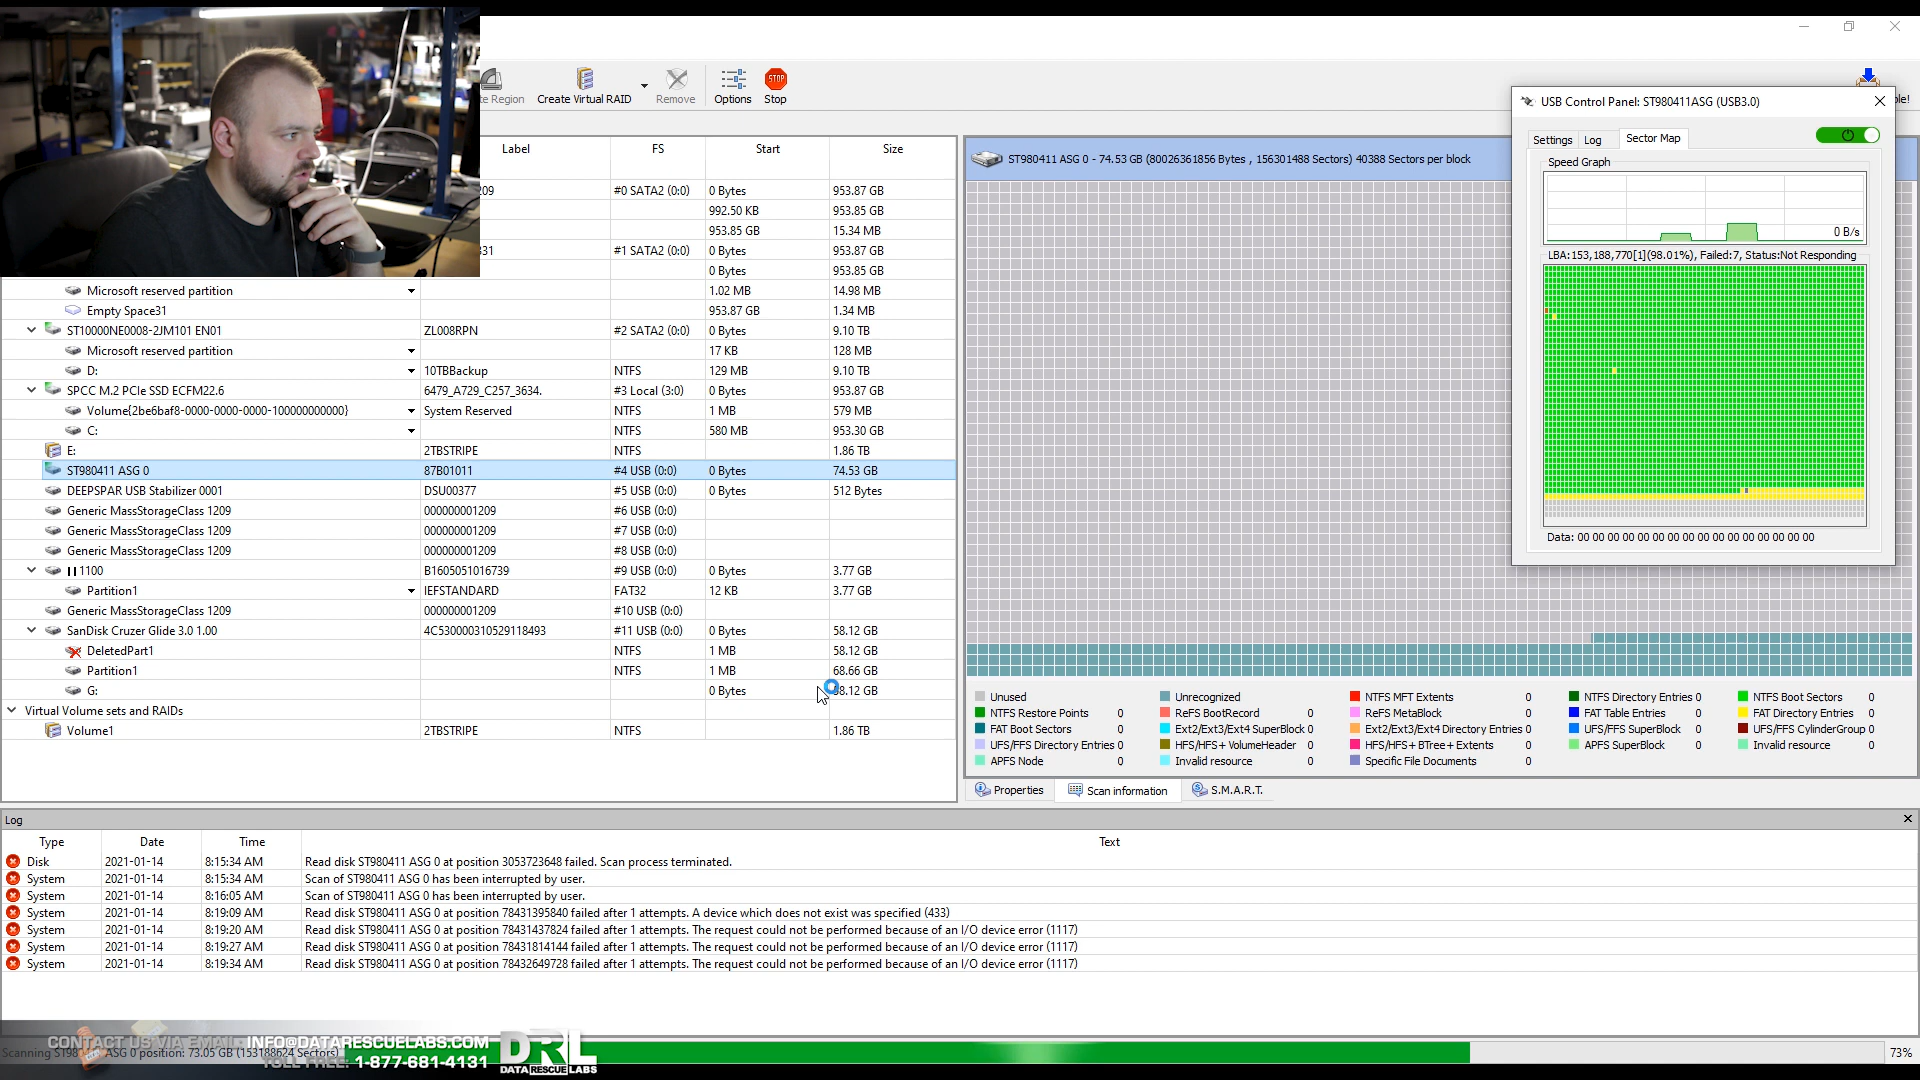 te Region
Create Virtual RAID
Remove
Options
STOP
Stop
Label FS Start Size
209 #0 SATA2 (0:0) 0 Bytes 953.87 GB
992.50 KB 953.85 GB
953.85 GB 15.34 MB
331 #1 SATA2 (0:0) 0 Bytes 953.87 GB
0 Bytes 953.85 GB
Microsoft reserved partition 1.02 MB 14.98 MB
Empty Space31 953.87 GB 1.34 MB
ST10000NE0008-2JM101 EN01 ZL008RPN #2 SATA2 (0:0) 0 Bytes 9.10 TB
Microsoft reserved partition 17 KB 128 MB
D: 10TBBackup NTFS 129 MB 9.10 TB
SPCC M.2 PCIe SSD ECFM22.6 6479_A729_C257_3634. #3 Local (3:0) 0 Bytes 953.87 GB
Volume{2be6baf8-0000-0000-0000-100000000000} System Reserved NTFS 1 MB 579 MB
C: NTFS 580 MB 953.30 GB
E: 2TBSTRIPE NTFS 1.86 TB
ST980411 ASG 0 87B01011 #4 USB (0:0) 0 Bytes 74.53 GB
DEEPSPAR USB Stabilizer 0001 DSU00377 #5 USB (0:0) 0 Bytes 512 Bytes
Generic MassStorageClass 1209 000000001209 #6 USB (0:0)
Generic MassStorageClass 1209 000000001209 #7 USB (0:0)
Generic MassStorageClass 1209 000000001209 #8 USB (0:0)
1100 B1605051016739 #9 USB (0:0) 0 Bytes 3.77 GB
Partition1 IEFSTANDARD FAT32 12 KB 3.77 GB
Generic MassStorageClass 1209 000000001209 #10 USB (0:0)
SanDisk Cruzer Glide 3.0 1.00 4C530000310529118493 #11 USB (0:0) 0 Bytes 58.12 GB
DeletedPart1 NTFS 1 MB 58.12 GB
Partition1 NTFS 1 MB 68.66 GB
G: 0 Bytes 8.12 GB
Virtual Volume sets and RAIDs
Volume1 2TBSTRIPE NTFS 1.86 TB
ST980411 ASG 0 - 74.53 GB (80026361856 Bytes , 156301488 Sectors) 40388 Sectors per block
USB Control Panel: ST980411ASG (USB3.0)
Settings Log Sector Map
Speed Graph
0 B/s
LBA:153,188,770[1](98.01%), Failed:7, Status:Not Responding
Data: 00 00 00 00 00 00 00 00 00 00 00 00 00 00 00 00
Unused Unrecognized NTFS MFT Extents 0 NTFS Directory Entries 0 NTFS Boot Sectors 0
NTFS Restore Points 0 ReFS BootRecord 0 ReFS MetaBlock 0 FAT Table Entries 0 FAT Directory Entries 0
FAT Boot Sectors 0 Ext2/Ext3/Ext4 SuperBlock 0 Ext2/Ext3/Ext4 Directory Entries 0 UFS/FFS SuperBlock 0 UFS/FFS CylinderGroup 0
UFS/FFS Directory Entries 0 HFS/HFS+ VolumeHeader 0 HFS/HFS+ BTree+ Extents 0 APFS SuperBlock 0 Invalid resource 0
APFS Node 0 Invalid resource 0 Specific File Documents 0
Properties Scan information S.M.A.R.T.
Log
Type Date Time Text
Disk 2021-01-14 8:15:34 AM Read disk ST980411 ASG 0 at position 3053723648 failed. Scan process terminated.
System 2021-01-14 8:15:34 AM Scan of ST980411 ASG 0 has been interrupted by user.
System 2021-01-14 8:16:05 AM Scan of ST980411 ASG 0 has been interrupted by user.
System 2021-01-14 8:19:09 AM Read disk ST980411 ASG 0 at position 78431395840 failed after 1 attempts. A device which does not exist was specified (433)
System 2021-01-14 8:19:20 AM Read disk ST980411 ASG 0 at position 78431437824 failed after 1 attempts. The request could not be performed because of an I/O device error (1117)
System 2021-01-14 8:19:27 AM Read disk ST980411 ASG 0 at position 78431814144 failed after 1 attempts. The request could not be performed because of an I/O device error (1117)
System 2021-01-14 8:19:34 AM Read disk ST980411 ASG 0 at position 78432649728 failed after 1 attempts. The request could not be performed because of an I/O device error (1117)
CONTACT US VIA EMAIL INFO@DATARESCUELABS.COM
Scanning ST98 ASG 0 position: 73.05 GB (153188624 Sectors)
TOLL FREE: 1-877-681-4131
DRL
DATA RESCUE LABS
73%